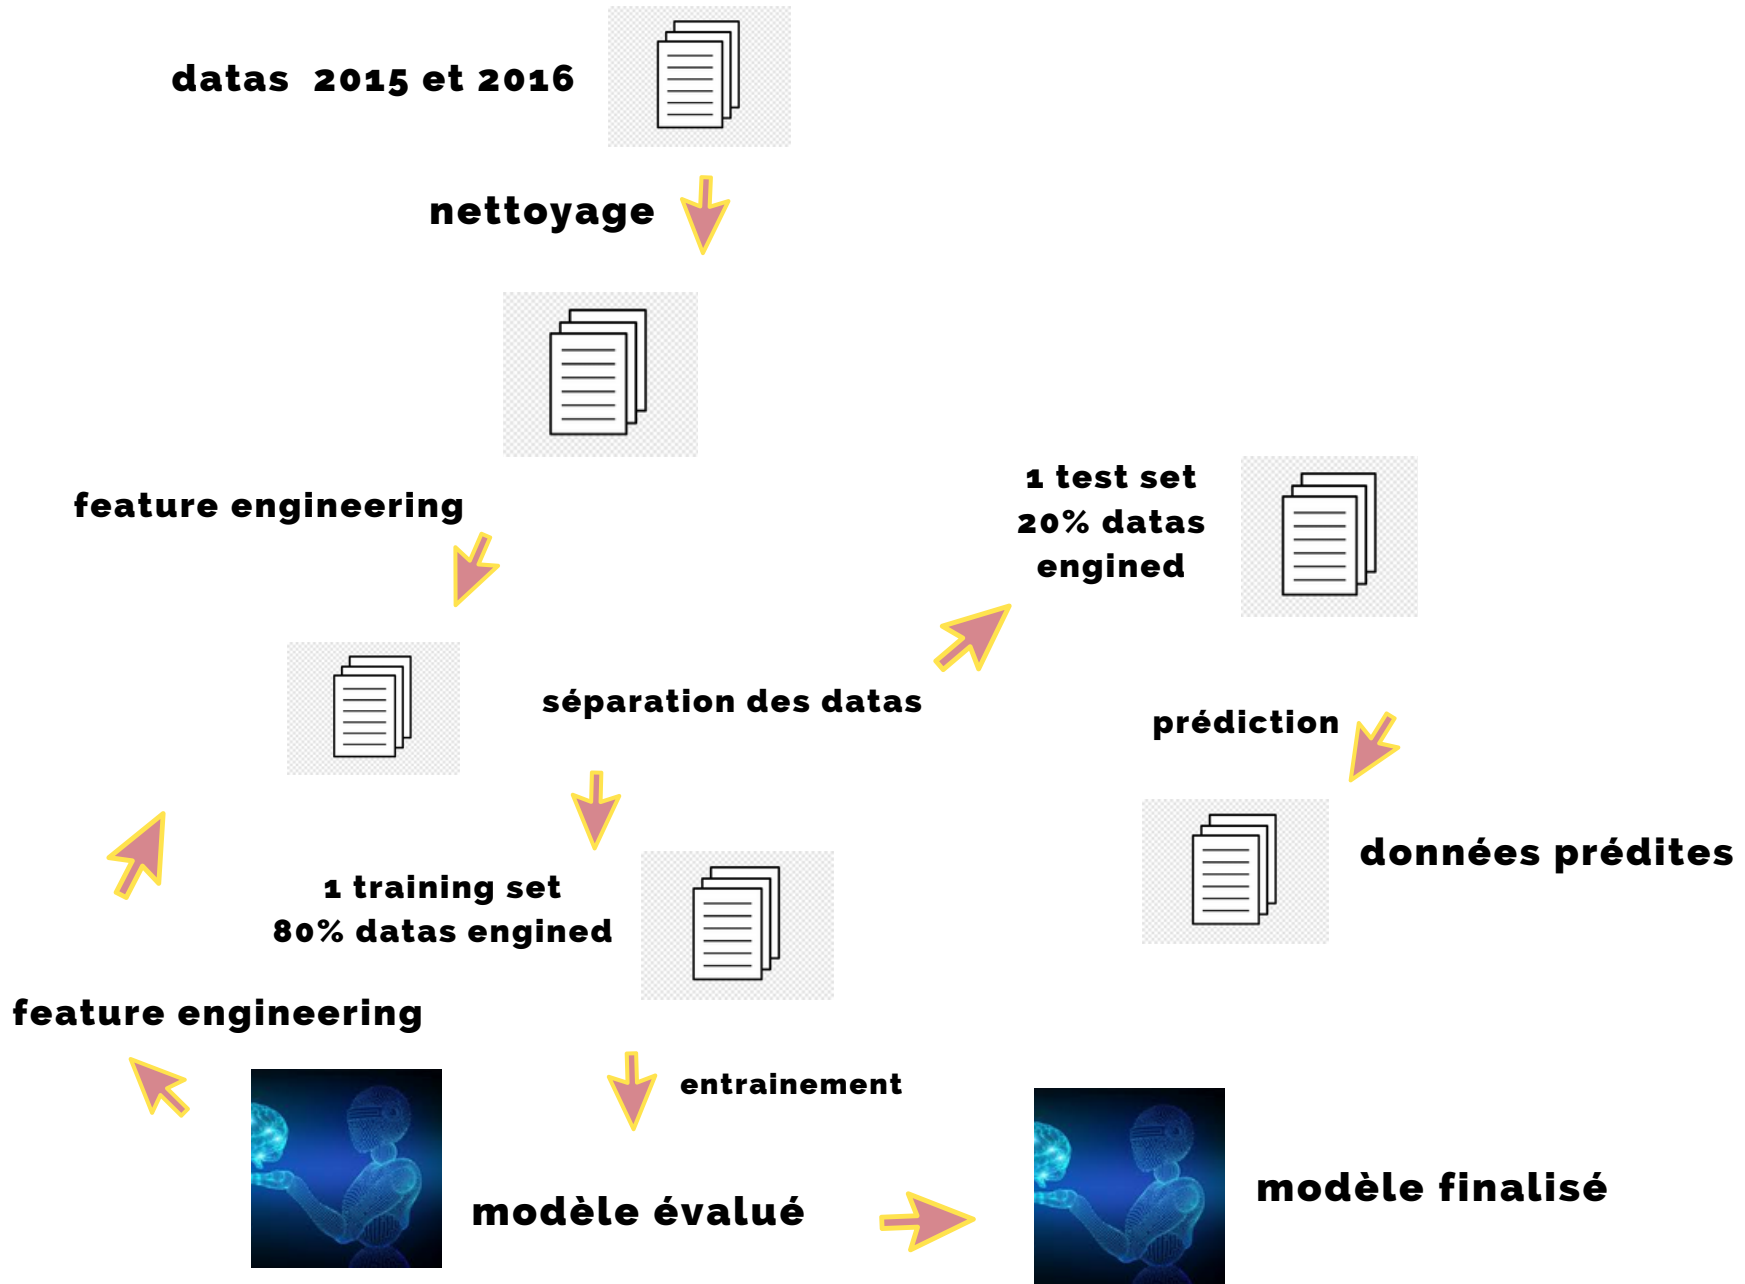 datas 2015 et 2016
nettoyage
feature engineering
1 test set
20% datas
engined
séparation des datas
prédiction
données prédites
1 training set
80% datas engined
feature engineering
entrainement
modèle évalué
modèle finalisé